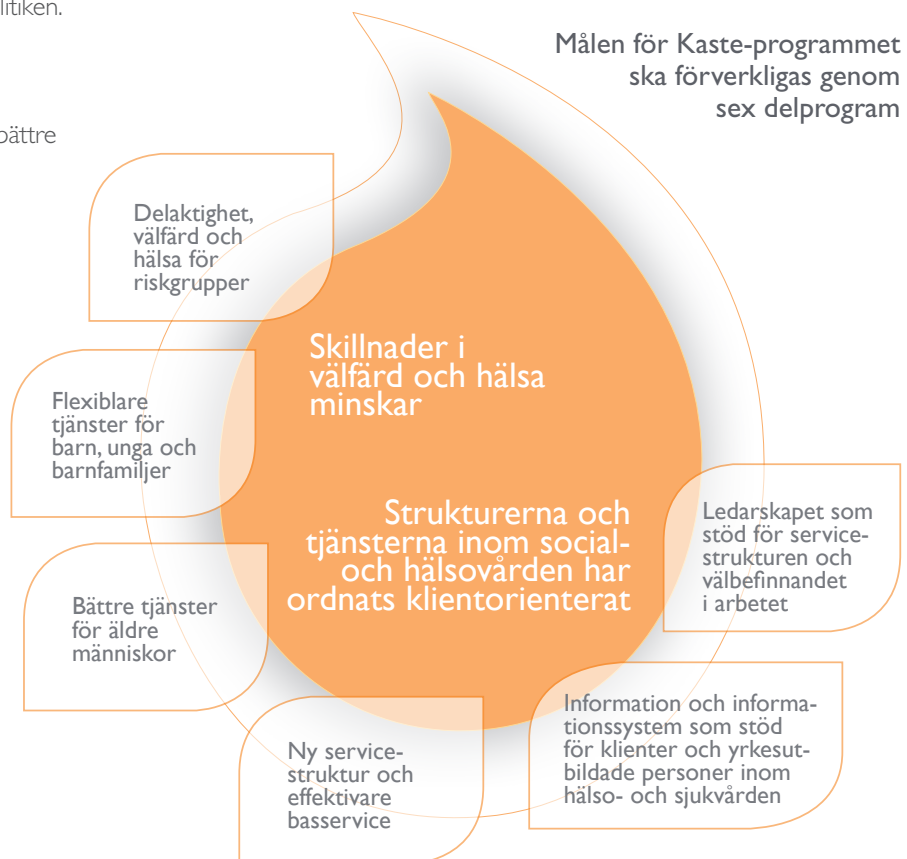 litiken.
Målen för Kaste-programmet
ska förverkligas genom
sex delprogram
bättre
Delaktighet,
välfärd och
hälsa för
riskgrupper
Skillnader i
välfärd och hälsa
minskar
Flexiblare
tjänster för
barn, unga och
barnfamiljer
Strukturerna och
tjänsterna inom social-
och hälsovården har
ordnats klientorienterat
Ledarskapet som
stöd för service-
strukturen och
välbefinnandet
i arbetet
Bättre tjänster
för äldre
människor
Ny service-
struktur och
effektivare
basservice
Information och informa-
tionssystem som stöd
för klienter och yrkesut-
bildade personer inom
hälso- och sjukvården